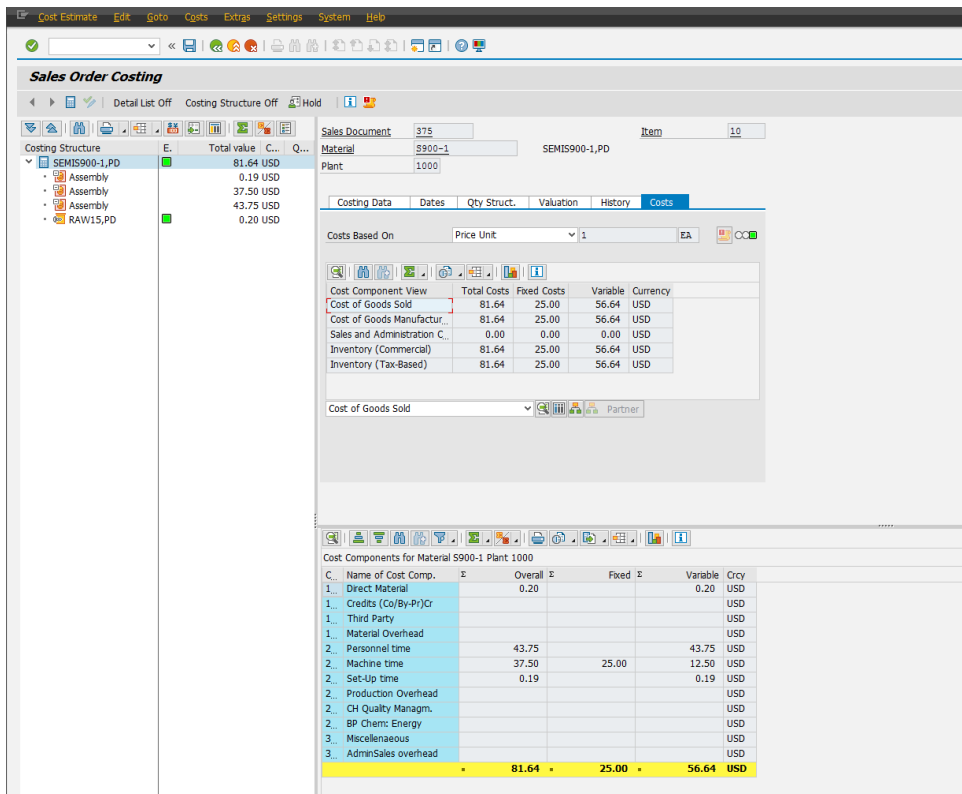 Cost Estimate Edit Goto Costs Extras Settings System Help
Sales Order Costing
Detail List Off Costing Structure Off Hold
Costing Structure E. Total value C... Q...
SEMIS900-1,PD 81.64 USD
Assembly 0.19 USD
Assembly 37.50 USD
Assembly 43.75 USD
RAW15,PD 0.20 USD
Sales Document 375 Item 10
Material S900-1 SEMIS900-1,PD
Plant 1000
Costing Data Dates Qty Struct. Valuation History Costs
Costs Based On Price Unit 1 EA
Cost Component View Total Costs Fixed Costs Variable Currency
Cost of Goods Sold 81.64 25.00 56.64 USD
Cost of Goods Manufactur... 81.64 25.00 56.64 USD
Sales and Administration C... 0.00 0.00 0.00 USD
Inventory (Commercial) 81.64 25.00 56.64 USD
Inventory (Tax-Based) 81.64 25.00 56.64 USD
Cost of Goods Sold Partner
Cost Components for Material S900-1 Plant 1000
C... Name of Cost Comp. Σ Overall Σ Fixed Σ Variable Crcy
1... Direct Material 0.20 0.20 USD
1... Credits (Co/By-Pr)Cr USD
1... Third Party USD
1... Material Overhead USD
2... Personnel time 43.75 43.75 USD
2... Machine time 37.50 25.00 12.50 USD
2... Set-Up time 0.19 0.19 USD
2... Production Overhead USD
2... CH Quality Managm. USD
2... BP Chem: Energy USD
3... Miscellenaeous USD
3... AdminSales overhead USD
81.64 25.00 56.64 USD